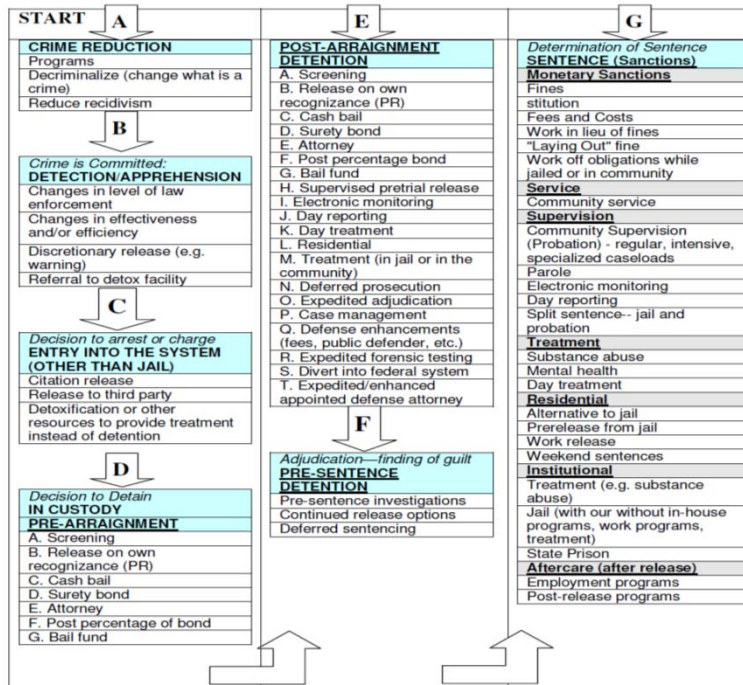 START
A
CRIME REDUCTION
Programs
Decriminalize (change what is a
crime)
Reduce recidivism
B
Crime is Committed:
DETECTION/APPREHENSION
Changes in level of law
enforcement
Changes in effectiveness
and/or efficiency
Discretionary release (e.g.
warning)
Referral to detox facility
C
Decision to arrest or charge
ENTRY INTO THE SYSTEM
(OTHER THAN JAIL)
Citation release
Release to third party
Detoxification or other
resources to provide treatment
instead of detention
D
Decision to Detain
IN CUSTODY
PRE-ARRAIGNMENT
A. Screening
B. Release on own
recognizance (PR)
C. Cash bail
D. Surety bond
E. Attorney
F. Post percentage of bond
G. Bail fund
E
POST-ARRAIGNMENT
DETENTION
A. Screening
B. Release on own
recognizance (PR)
C. Cash bail
D. Surety bond
E. Attorney
F. Post percentage bond
G. Bail fund
H. Supervised pretrial release
I. Electronic monitoring
J. Day reporting
K. Day treatment
L. Residential
M. Treatment (in jail or in the
community)
N. Deferred prosecution
O. Expedited adjudication
P. Case management
Q. Defense enhancements
(fees, public defender, etc.)
R. Expedited forensic testing
S. Divert into federal system
T. Expedited/enhanced
appointed defense attorney
F
Adjudication—finding of guilt
PRE-SENTENCE
DETENTION
Pre-sentence investigations
Continued release options
Deferred sentencing
G
Determination of Sentence
SENTENCE (Sanctions)
Monetary Sanctions
Fines
stitution
Fees and Costs
Work in lieu of fines
"Laying Out" fine
Work off obligations while
jailed or in community
Service
Community service
Supervision
Community Supervision
(Probation) - regular, intensive,
specialized caseloads
Parole
Electronic monitoring
Day reporting
Split sentence-- jail and
probation
Treatment
Substance abuse
Mental health
Day treatment
Residential
Alternative to jail
Prerelease from jail
Work release
Weekend sentences
Institutional
Treatment (e.g. substance
abuse)
Jail (with our without in-house
programs, work programs,
treatment)
State Prison
Aftercare (after release)
Employment programs
Post-release programs